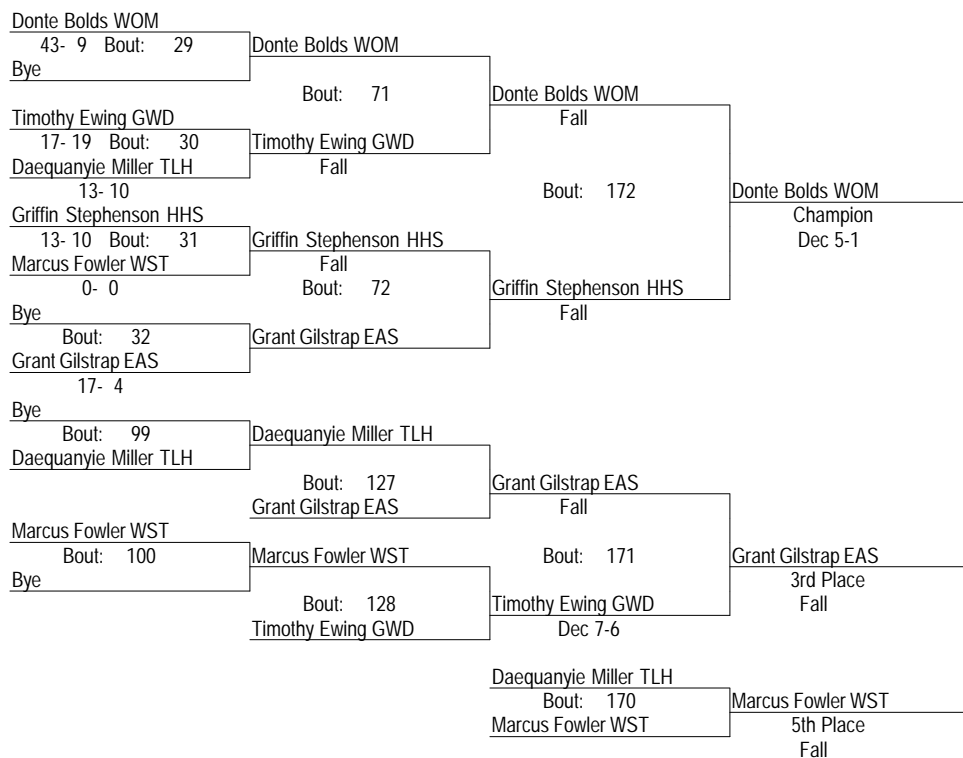 Donte Bolds WOM
43- 9 Bout: 29
Donte Bolds WOM
Bye
Bout: 71
Donte Bolds WOM
Fall
Timothy Ewing GWD
17- 19 Bout: 30
Timothy Ewing GWD
Fall
Daequanyie Miller TLH
13- 10
Bout: 172
Donte Bolds WOM
Champion
Dec 5-1
Griffin Stephenson HHS
13- 10 Bout: 31
Griffin Stephenson HHS
Fall
Marcus Fowler WST
0- 0
Bout: 72
Griffin Stephenson HHS
Fall
Bye
Bout: 32
Grant Gilstrap EAS
Grant Gilstrap EAS
17- 4
Bye
Bout: 99
Daequanyie Miller TLH
Daequanyie Miller TLH
Bout: 127
Grant Gilstrap EAS
Fall
Grant Gilstrap EAS
Marcus Fowler WST
Bout: 100
Marcus Fowler WST
Bout: 171
Grant Gilstrap EAS
3rd Place
Fall
Bye
Bout: 128
Timothy Ewing GWD
Dec 7-6
Timothy Ewing GWD
Daequanyie Miller TLH
Bout: 170
Marcus Fowler WST
Marcus Fowler WST
5th Place
Fall